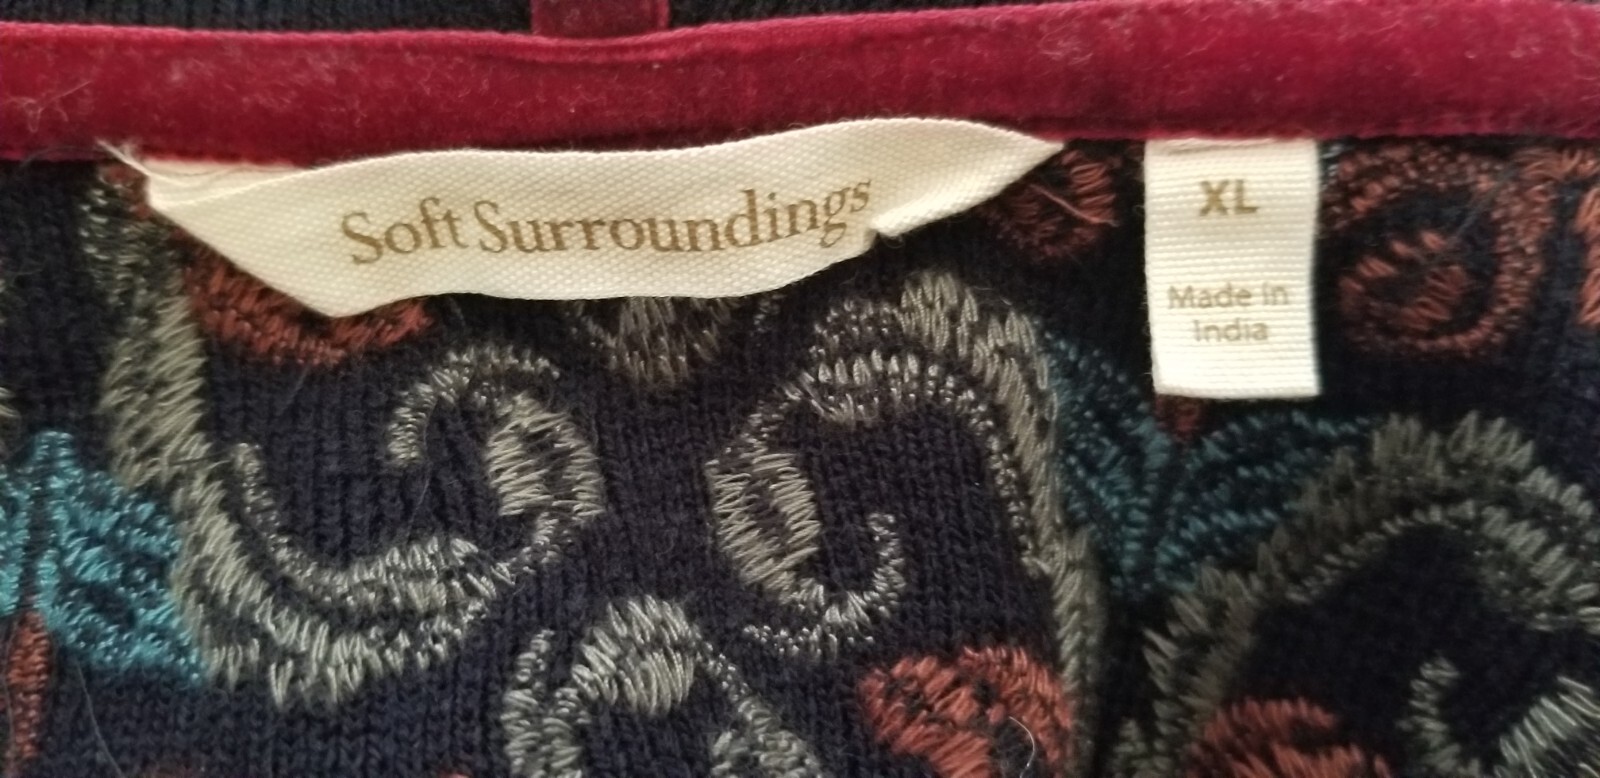 Soft Surroundings
XL
Made in
India